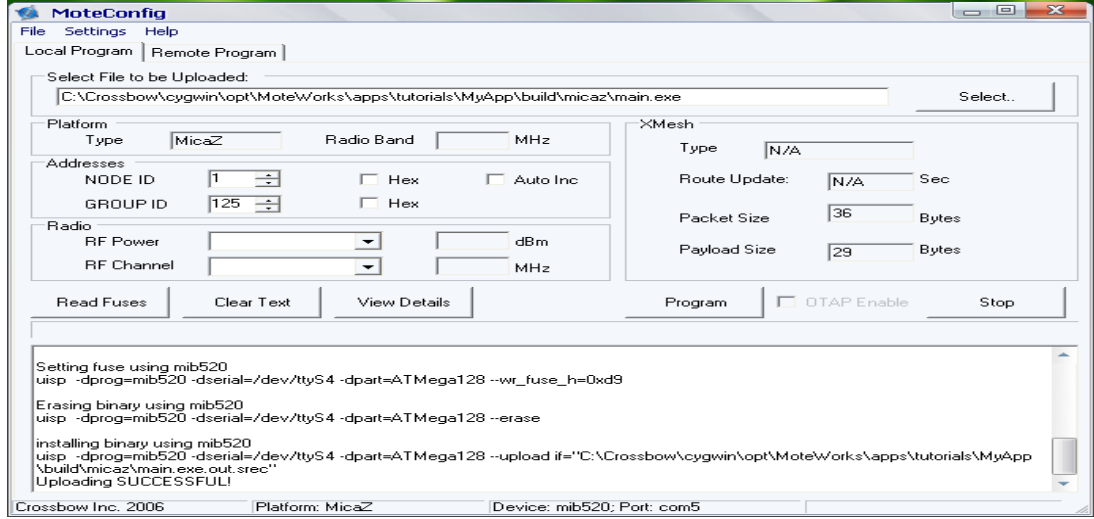 MoteConfig
File Settings Help
Local Program Remote Program
Select File to be Uploaded:
C:\Crossbow\cygwin\opt\MoteWorks\apps\tutorials\MyApp\build\micaz\main.exe Select..
Platform
Type MicaZ Radio Band MHz
Addresses
NODE ID 1 Hex Auto Inc
GROUP ID 125 Hex
Radio
RF Power dBm
RF Channel MHz
XMesh
Type N/A
Route Update: N/A Sec
Packet Size 36 Bytes
Payload Size 29 Bytes
Read Fuses Clear Text View Details Program OTAP Enable Stop
Setting fuse using mib520
uisp -dprog=mib520 -dserial=/dev/ttyS4 -dpart=ATMega128 --wr_fuse_h=0xd9
Erasing binary using mib520
uisp -dprog=mib520 -dserial=/dev/ttyS4 -dpart=ATMega128 --erase
installing binary using mib520
uisp -dprog=mib520 -dserial=/dev/ttyS4 -dpart=ATMega128 --upload if="C:\Crossbow\cygwin\opt\MoteWorks\apps\tutorials\MyApp
\build\micaz\main.exe.out.srec"
Uploading SUCCESSFUL!
Crossbow Inc. 2006 Platform: MicaZ Device: mib520; Port: com5